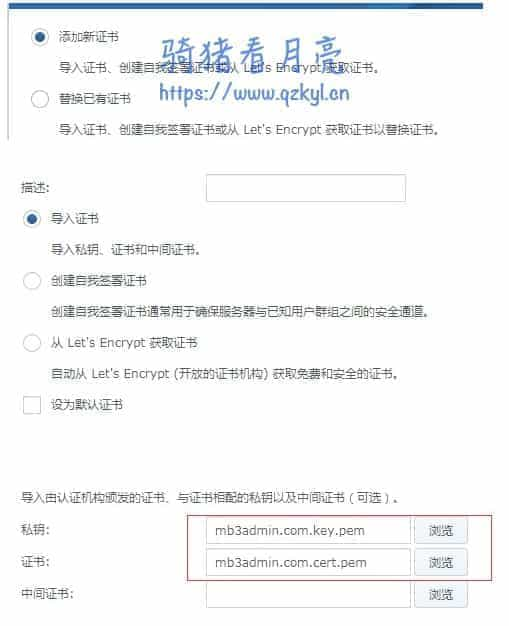 添加新证书
骑猪看月亮
导入证书、创建自我签署证书或从 Let's Encrypt 获取证书。
https://www.qzkyl.cn
替换已有证书
导入证书、创建自我签署证书或从 Let's Encrypt 获取证书以替换证书。
描述:
导入证书
导入私钥、证书和中间证书。
创建自我签署证书
创建自我签署证书通常用于确保服务器与已知用户群组之间的安全通道。
从 Let's Encrypt 获取证书
自动从 Let's Encrypt (开放的证书机构) 获取免费和安全的证书。
设为默认证书
导入由认证机构颁发的证书、与证书相配的私钥以及中间证书（可选）。
私钥: mb3admin.com.key.pem 浏览
证书: mb3admin.com.cert.pem 浏览
中间证书: 浏览